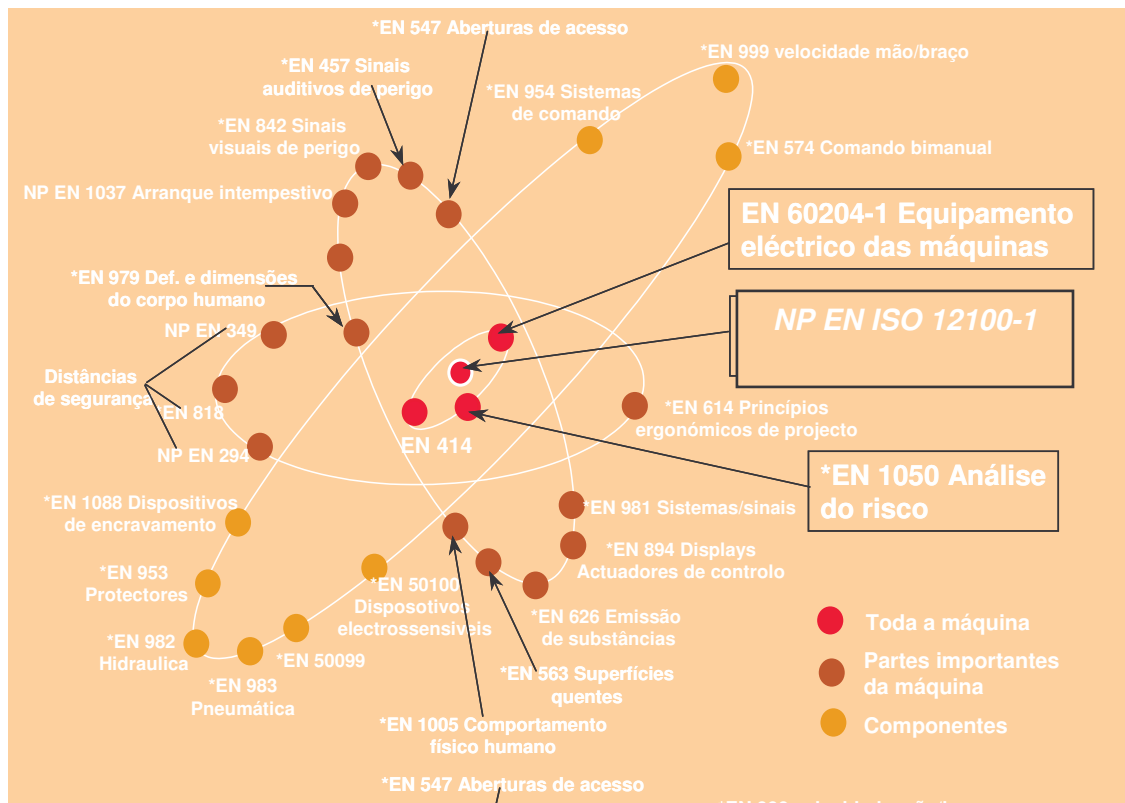 *EN 547 Aberturas de acesso
*EN 999 velocidade mão/braço
*EN 457 Sinais
auditivos de perigo
*EN 954 Sistemas
de comando
*EN 842 Sinais
visuais de perigo
*EN 574 Comando bimanual
NP EN 1037 Arranque intempestivo
EN 60204-1 Equipamento
eléctrico das máquinas
*EN 979 Def. e dimensões
do corpo humano
NP EN ISO 12100-1
NP EN 349
Distâncias
de segurança
EN 818
*EN 614 Princípios
ergonómicos de projecto
EN 414
NP EN 294
*EN 1050 Análise
do risco
*EN 1088 Dispositivos
de encravamento
*EN 981 Sistemas/sinais
*EN 894 Displays
Actuadores de controlo
*EN 953
Protectores
*EN 50100
Disposotivos
electrossensiveis
*EN 626 Emissão
de substâncias
Toda a máquina
*EN 982
Hidraulica
*EN 50099
Partes importantes
da máquina
*EN 563 Superfícies
quentes
*EN 983
Pneumática
*EN 1005 Comportamento
físico humano
Componentes
*EN 547 Aberturas de acesso